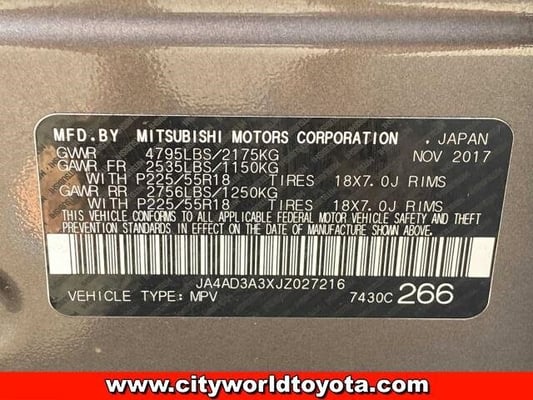 MFD.BY MITSUBISHI MOTORS CORPORATION . JAPAN
GVWR 4795LBS/2175KG NOV 2017
GAWR FR 2535LBS/1150KG
WITH P225/55R18 TIRES 18X7.0J RIMS
GAWR RR 2756LBS/1250KG
WITH P225/55R18 TIRES 18X7.0J RIMS
THIS VEHICLE CONFORMS TO ALL APPLICABLE FEDERAL MOTOR VEHICLE SAFETY AND THEFT
PREVENTION STANDARDS IN EFFECT ON THE DATE OF MANUFACTURE SHOWN ABOVE.
JA4AD3A3XJZ027216
VEHICLE TYPE: MPV 7430C 266
www.cityworldtoyota.com